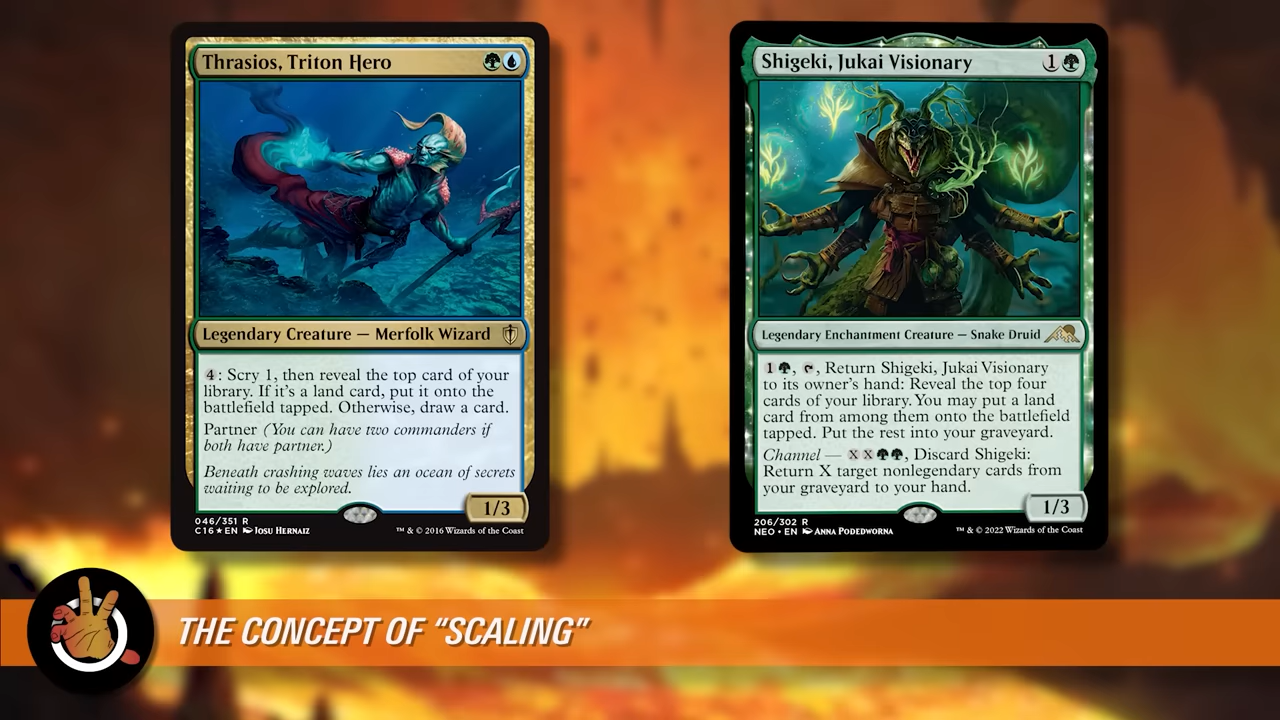 Thrasios, Triton Hero
Legendary Creature — Merfolk Wizard
4: Scry 1, then reveal the top card of your
library. If it's a land card, put it onto the
battlefield tapped. Otherwise, draw a card.
Partner (You can have two commanders if
both have partner.)
Beneath crashing waves lies an ocean of secrets
waiting to be explored.
1/3
046/351 R
C16 ★ EN Josu Hernaiz
™ & © 2016 Wizards of the Coast
Shigeki, Jukai Visionary
1
Legendary Enchantment Creature — Snake Druid
1 , , Return Shigeki, Jukai Visionary
to its owner's hand: Reveal the top four
cards of your library. You may put a land
card from among them onto the battlefield
tapped. Put the rest into your graveyard.
Channel — X X , Discard Shigeki:
Return X target nonlegendary cards from
your graveyard to your hand.
1/3
206/302 R
NEO • EN Anna Podedworna
™ & © 2022 Wizards of the Coast
THE CONCEPT OF “SCALING”